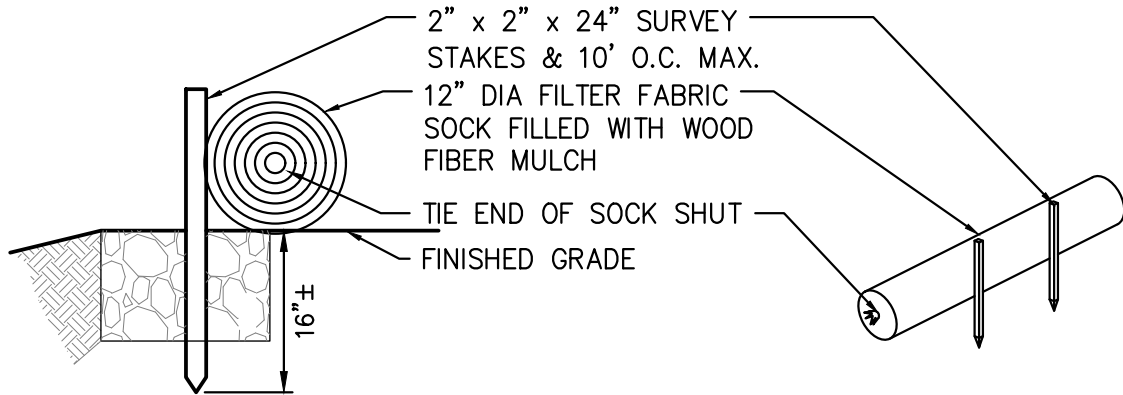 2" x 2" x 24" SURVEY
STAKES & 10' O.C. MAX.
12" DIA FILTER FABRIC
SOCK FILLED WITH WOOD
FIBER MULCH
TIE END OF SOCK SHUT
FINISHED GRADE
16"±